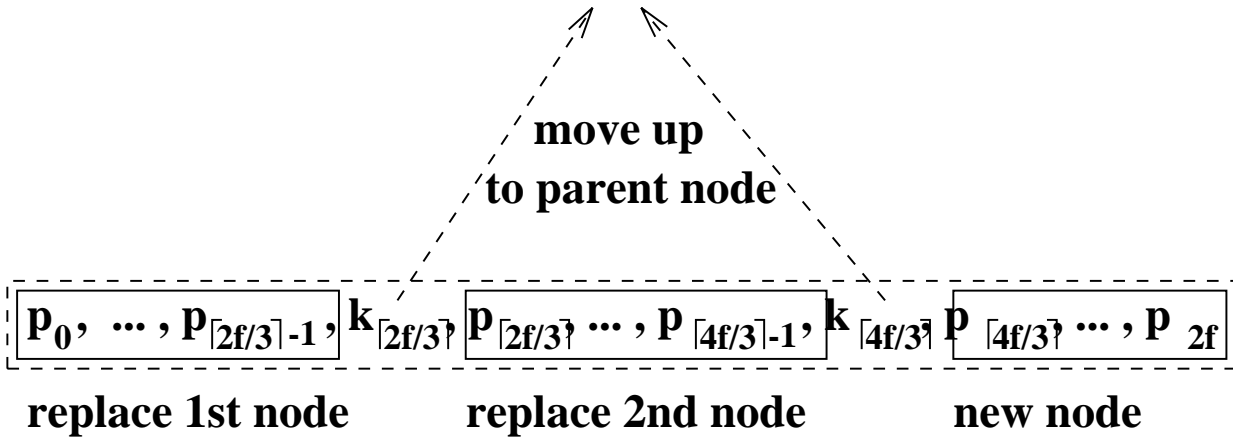 move up
to parent node
p₀, ... , p⌈2f/3⌉-1 , k⌈2f/3⌉, p⌈2f/3⌉, ... , p⌈4f/3⌉-1, k⌈4f/3⌉, p⌈4f/3⌉, ... , p 2f
replace 1st node replace 2nd node new node